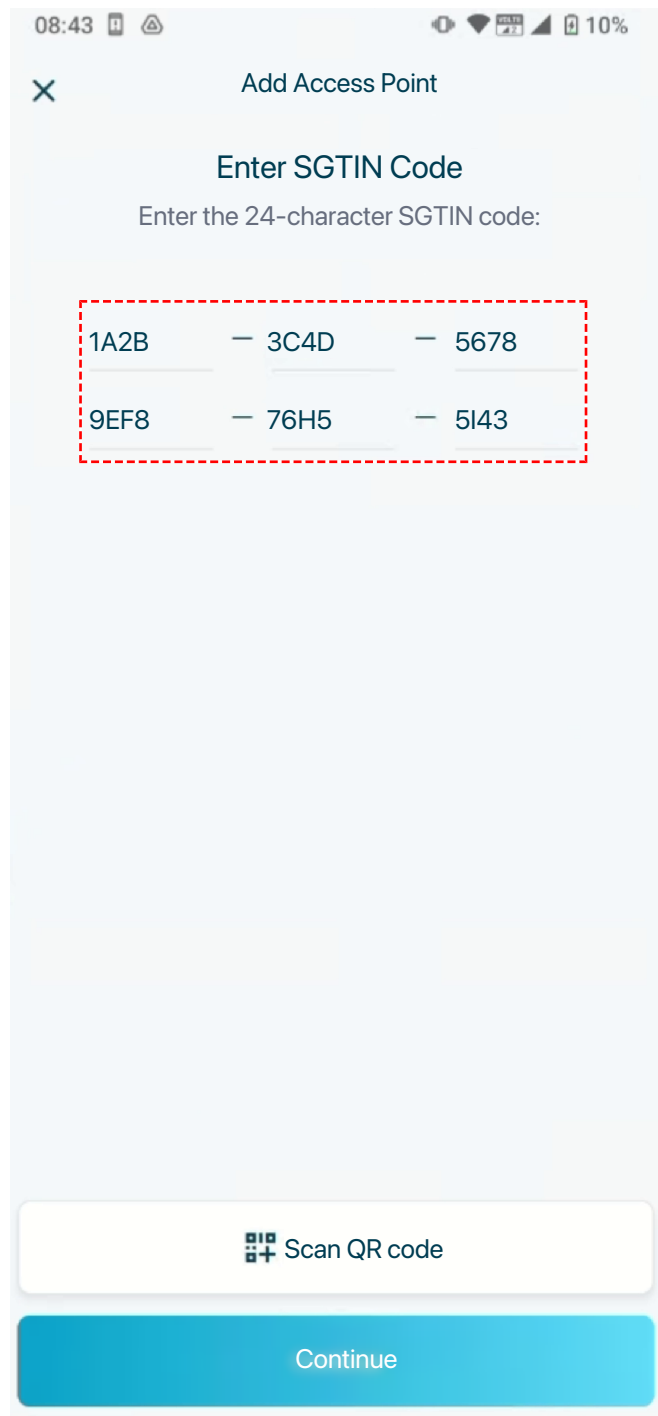 08:43 10%
Add Access Point
Enter SGTIN Code
Enter the 24-character SGTIN code:
1A2B – 3C4D – 5678
9EF8 – 76H5 – 5I43
Scan QR code
Continue